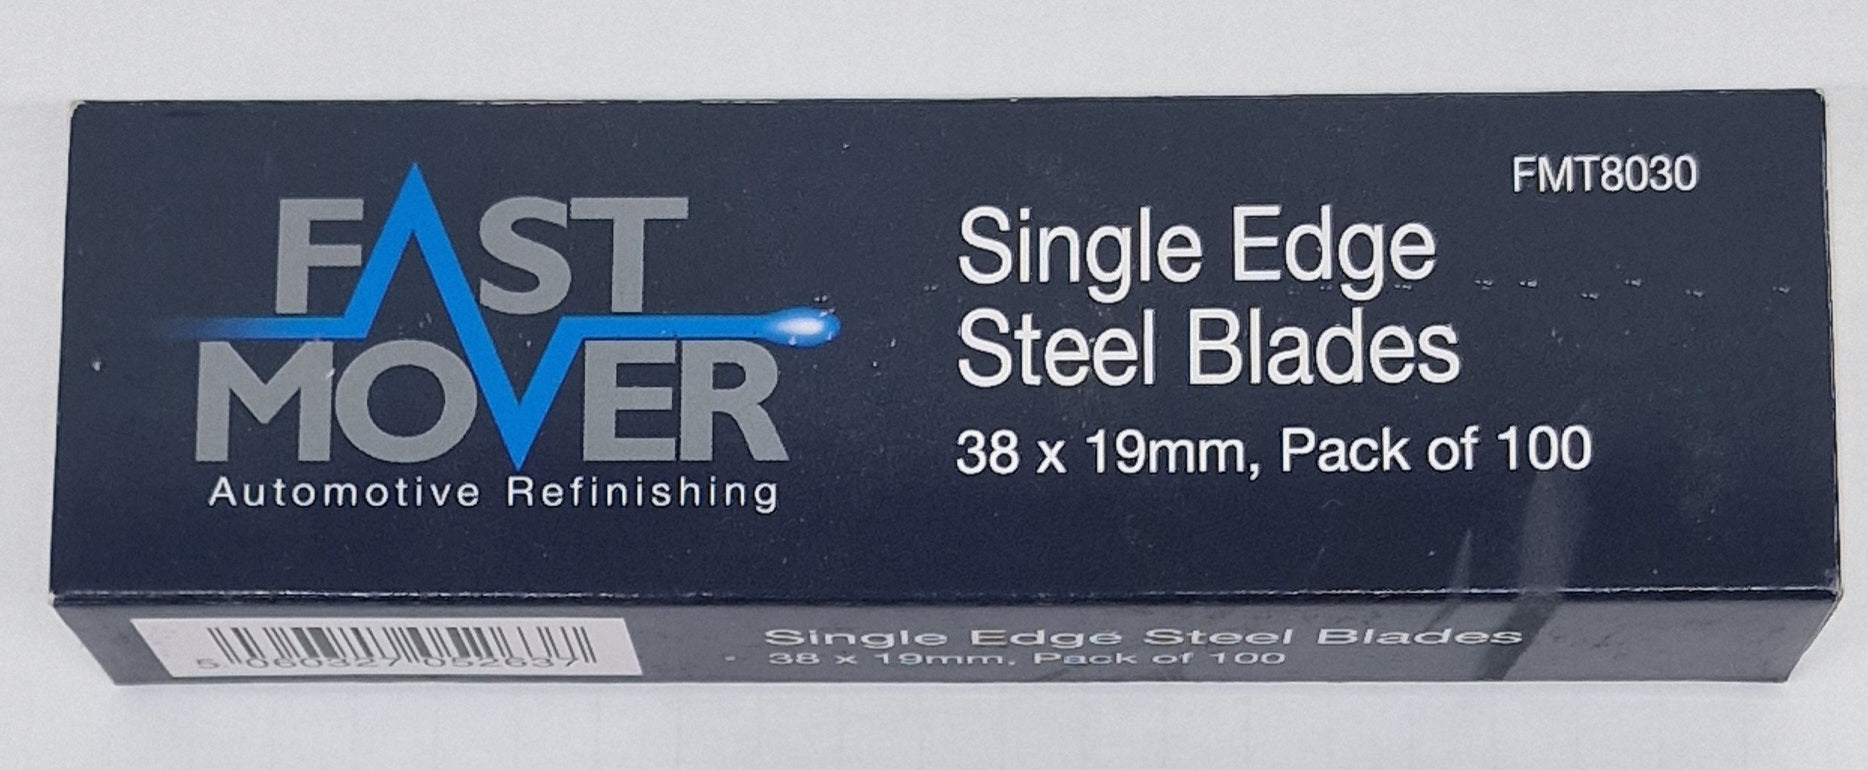 FAST
MOVER
Automotive Refinishing
FMT8030
Single Edge
Steel Blades
38 x 19mm, Pack of 100
5 060327 052637
Single Edge Steel Blades
38 x 19mm, Pack of 100